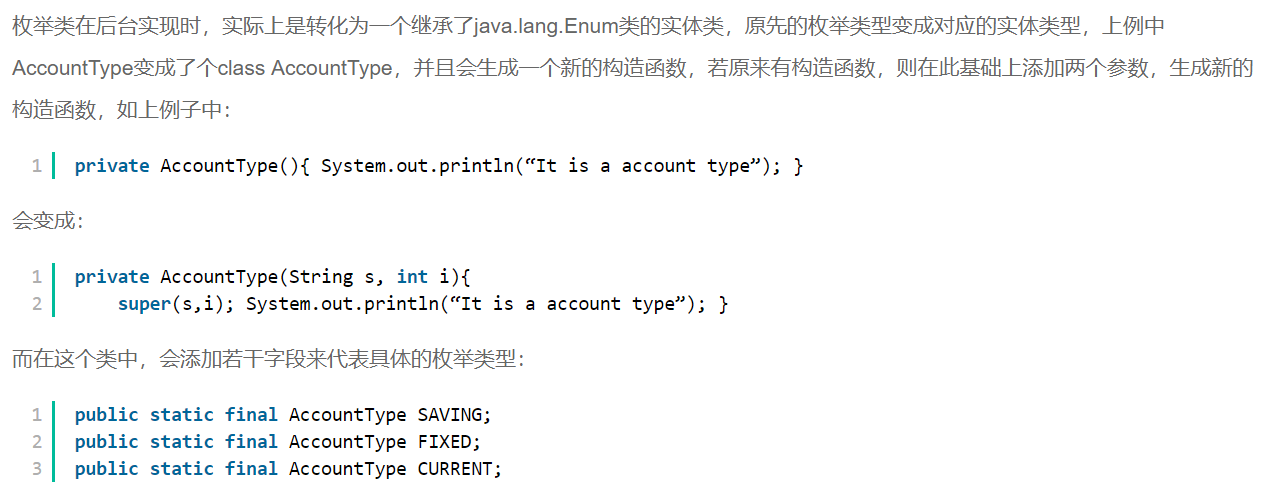 枚举类在后台实现时，实际上是转化为一个继承了java.lang.Enum类的实体类，原先的枚举类型变成对应的实体类型，上例中
AccountType变成了个class AccountType，并且会生成一个新的构造函数，若原来有构造函数，则在此基础上添加两个参数，生成新的
构造函数，如上例子中：
1 private AccountType(){ System.out.println(“It is a account type”); }
会变成：
1 private AccountType(String s, int i){
2     super(s,i); System.out.println(“It is a account type”); }
而在这个类中，会添加若干字段来代表具体的枚举类型：
1 public static final AccountType SAVING;
2 public static final AccountType FIXED;
3 public static final AccountType CURRENT;